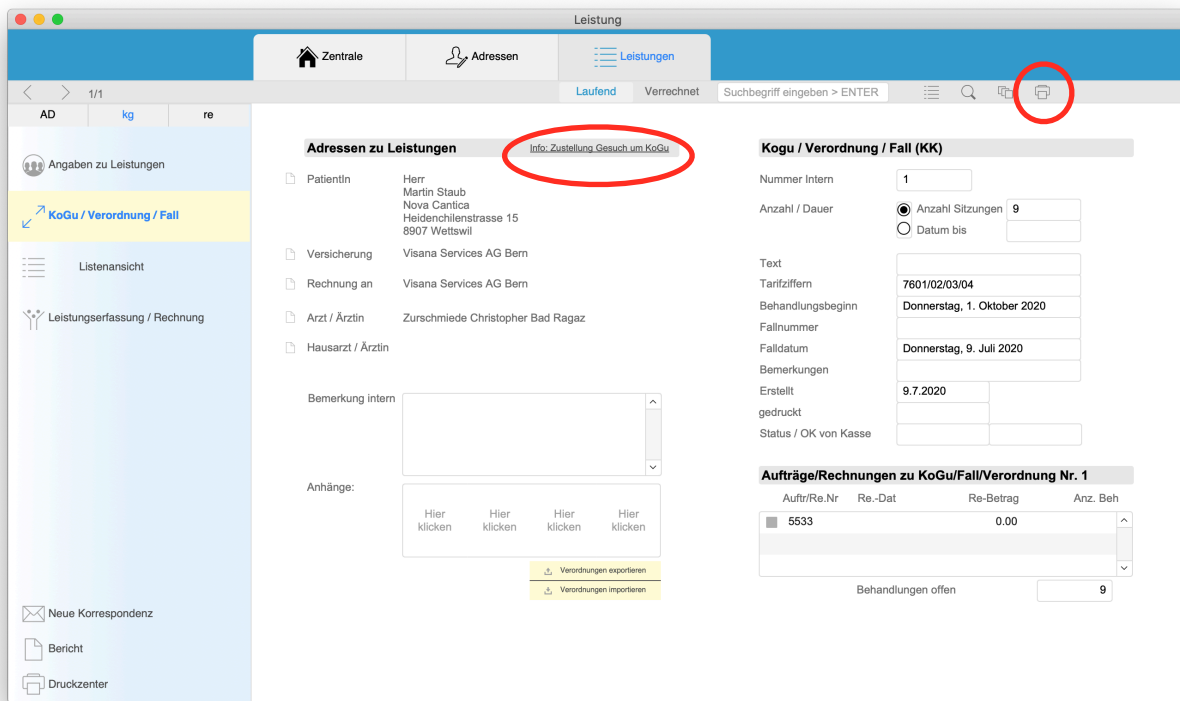 Leistung
Zentrale
Adressen
Leistungen
1/1
Laufend
Verrechnet
Suchbegriff eingeben > ENTER
AD
kg
re
Angaben zu Leistungen
KoGu / Verordnung / Fall
Listenansicht
Leistungserfassung / Rechnung
Neue Korrespondenz
Bericht
Druckzenter
Adressen zu Leistungen
Info: Zustellung Gesuch um KoGu
PatientIn
Herr
Martin Staub
Nova Cantica
Heidenchilenstrasse 15
8907 Wettswil
Versicherung Visana Services AG Bern
Rechnung an Visana Services AG Bern
Arzt / Ärztin Zurschmiede Christopher Bad Ragaz
Hausarzt / Ärztin
Bemerkung intern
Anhänge:
Hier Hier Hier Hier
klicken klicken klicken klicken
Verordnungen exportieren
Verordnungen importieren
Kogu / Verordnung / Fall (KK)
Nummer Intern 1
Anzahl / Dauer Anzahl Sitzungen 9
Datum bis
Text
Tarifziffern 7601/02/03/04
Behandlungsbeginn Donnerstag, 1. Oktober 2020
Fallnummer
Falldatum Donnerstag, 9. Juli 2020
Bemerkungen
Erstellt 9.7.2020
gedruckt
Status / OK von Kasse
Aufträge/Rechnungen zu KoGu/Fall/Verordnung Nr. 1
Auftr/Re.Nr Re.-Dat Re-Betrag Anz. Beh
5533 0.00
Behandlungen offen 9